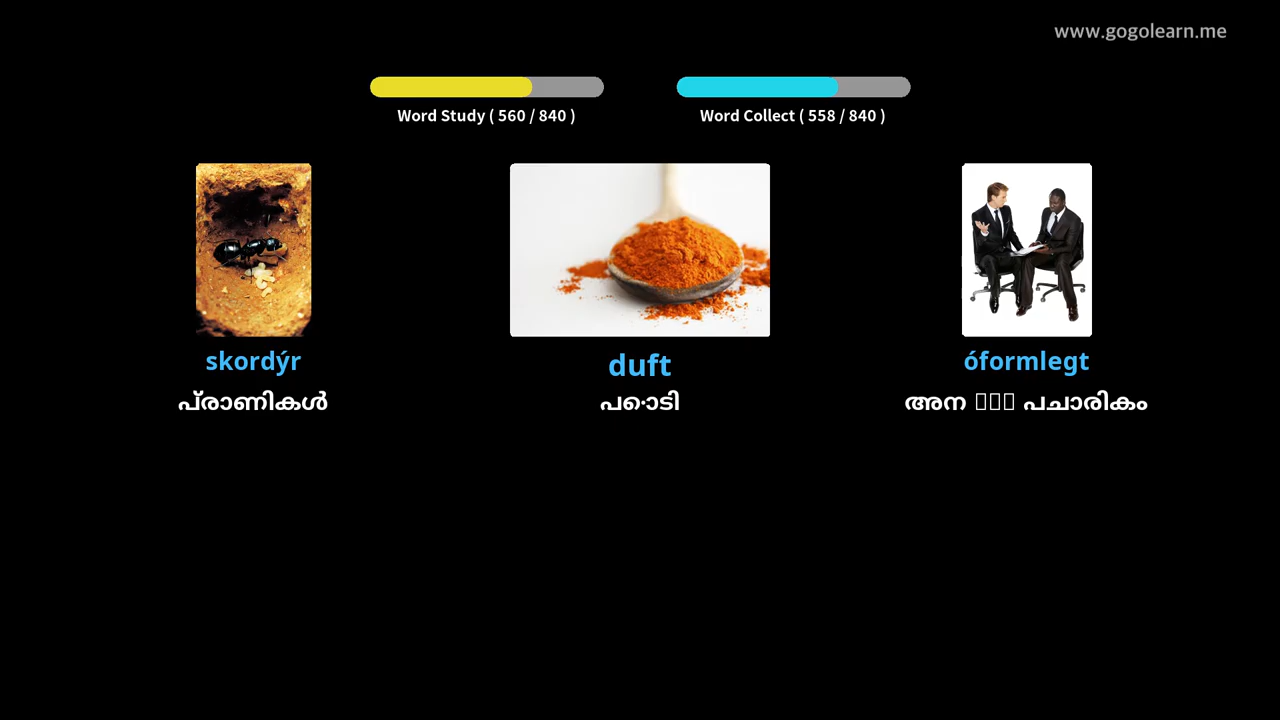 www.gogolearn.me
Word Study ( 560 / 840 )
Word Collect ( 558 / 840 )
skordýr
duft
óformlegt
പ്രാണികൾ
പൊടി
അന പചാരികം